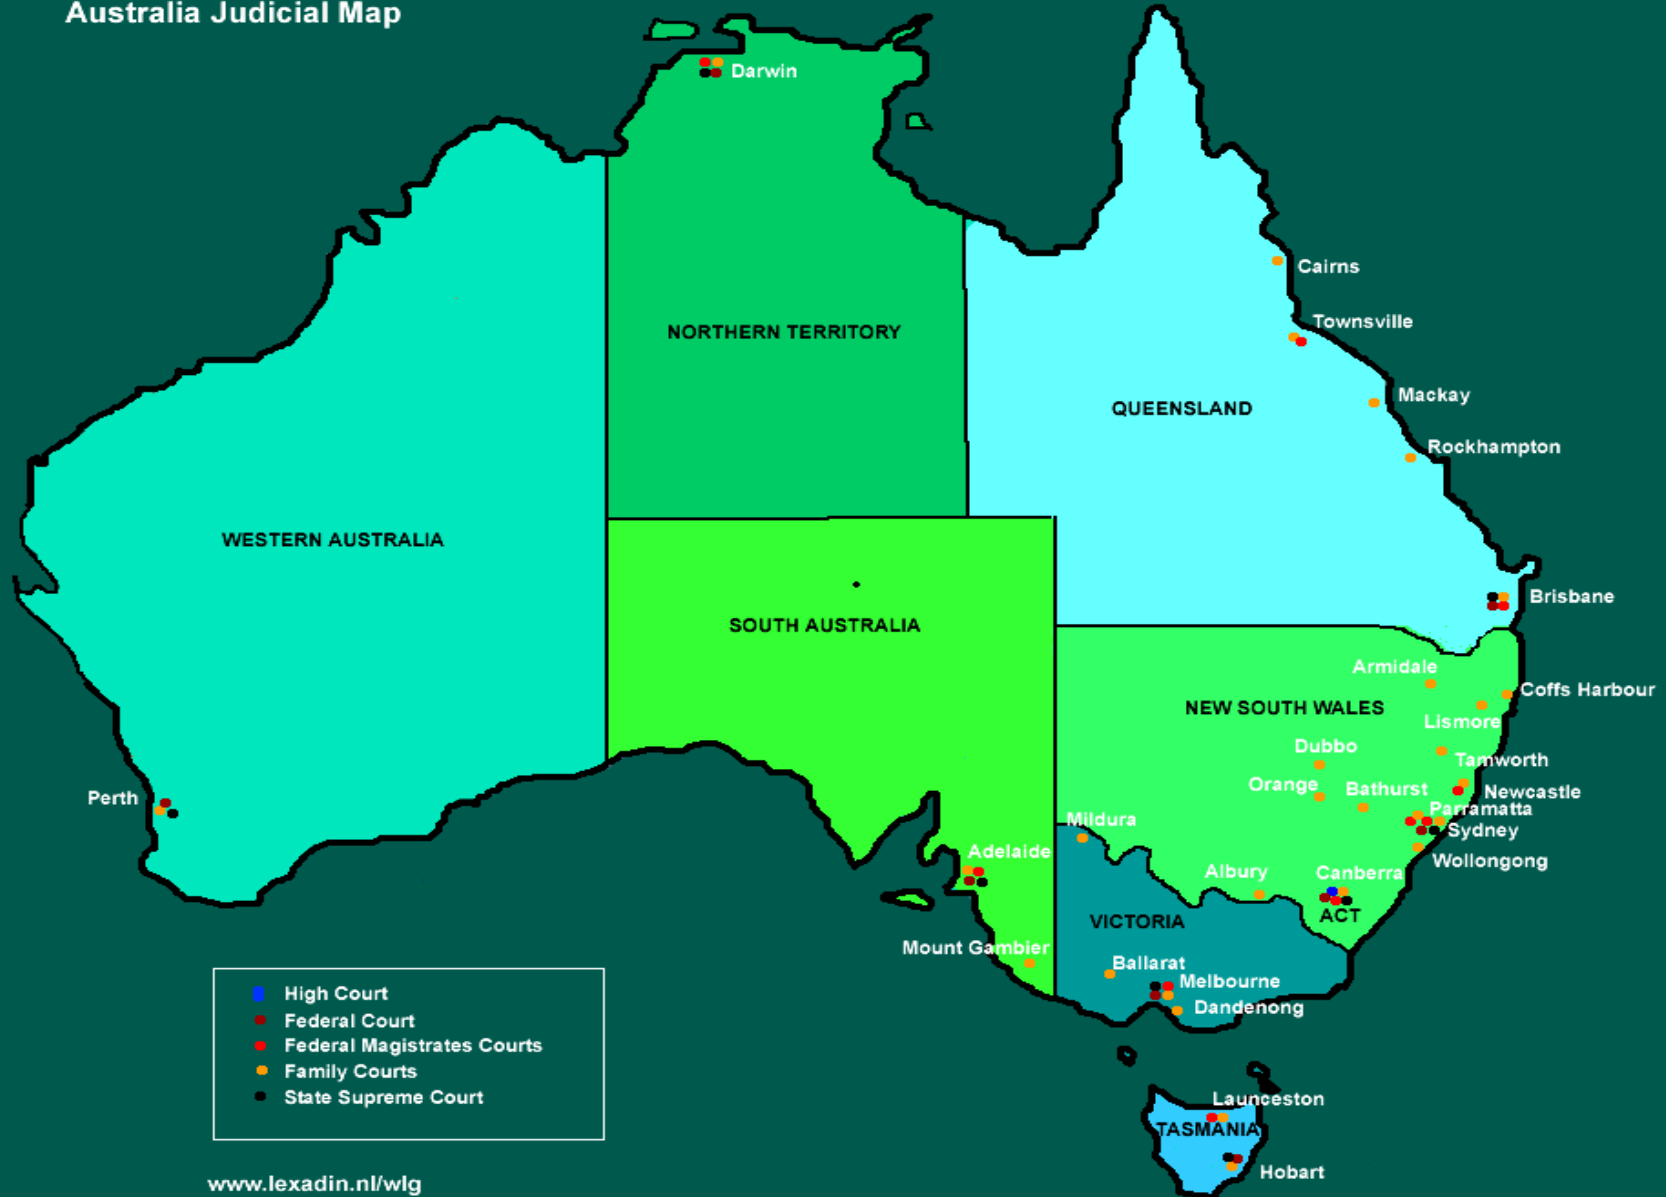 Australia Judicial Map
Darwin
Cairns
Townsville
NORTHERN TERRITORY
Mackay
QUEENSLAND
Rockhampton
WESTERN AUSTRALIA
Brisbane
SOUTH AUSTRALIA
Armidale
Coffs Harbour
NEW SOUTH WALES
Lismore
Dubbo
Tamworth
Orange
Bathurst
Newcastle
Perth
Parramatta
Mildura
Sydney
Adelaide
Wollongong
Albury
Canberra
ACT
VICTORIA
Mount Gambier
Ballarat
Melbourne
Dandenong
High Court
Federal Court
Federal Magistrates Courts
Family Courts
State Supreme Court
Launceston
TASMANIA
Hobart
www.lexadin.nl/wlg